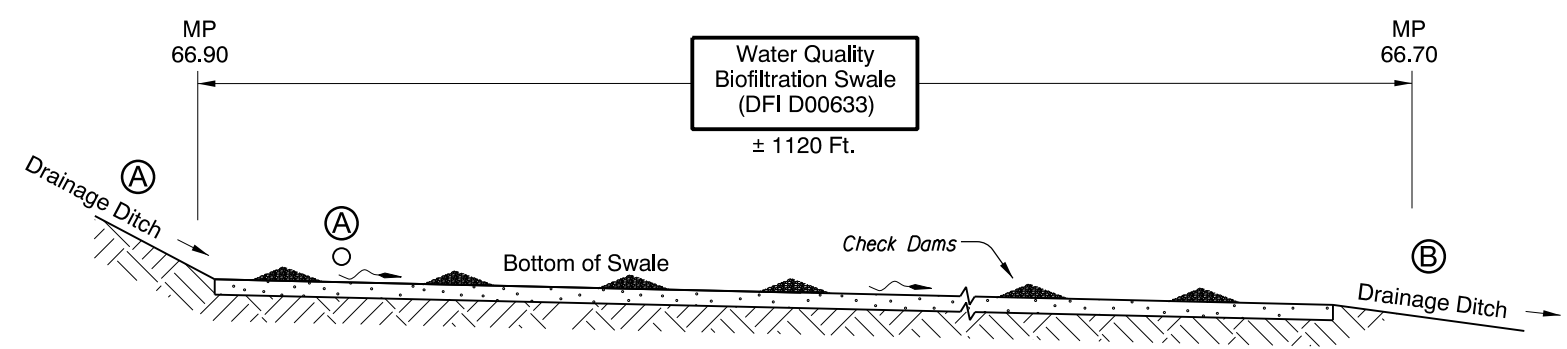 MP
66.90
Water Quality
Biofiltration Swale
(DFI D00633)
± 1120 Ft.
MP
66.70
A
Drainage Ditch
A
Bottom of Swale
Check Dams
B
Drainage Ditch